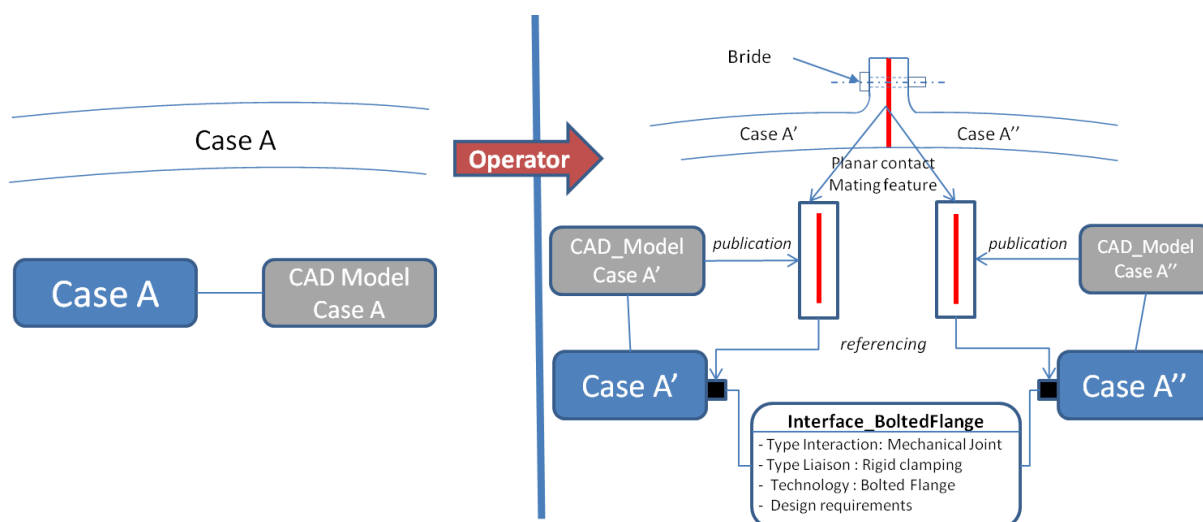 Case A
Case A
CAD Model
Case A
Operator
Bride
Case A'
Case A''
Planar contact
Mating feature
CAD_Model
Case A'
publication
publication
CAD_Model
Case A''
referencing
Case A'
Case A''
Interface_BoltedFlange
- Type Interaction: Mechanical Joint
- Type Liaison : Rigid clamping
- Technology : Bolted Flange
- Design requirements